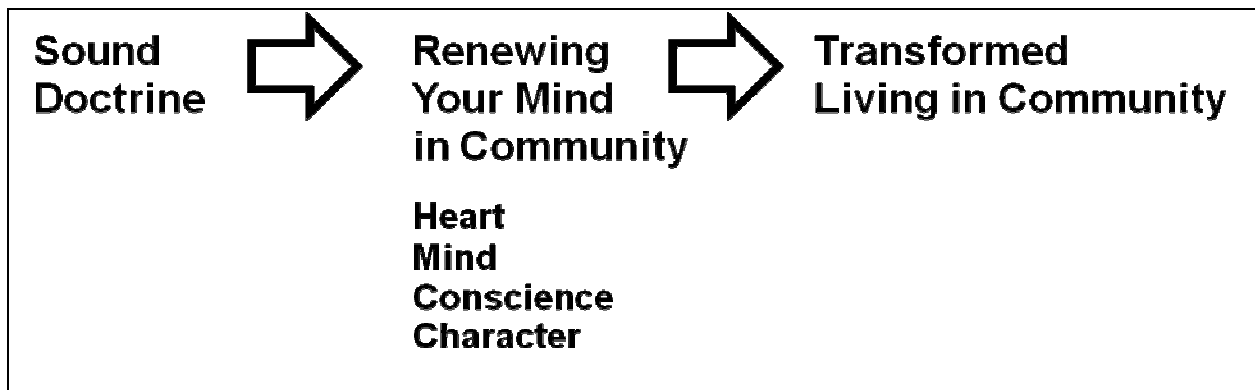 Sound
Doctrine
Renewing
Your Mind
in Community
Heart
Mind
Conscience
Character
Transformed
Living in Community